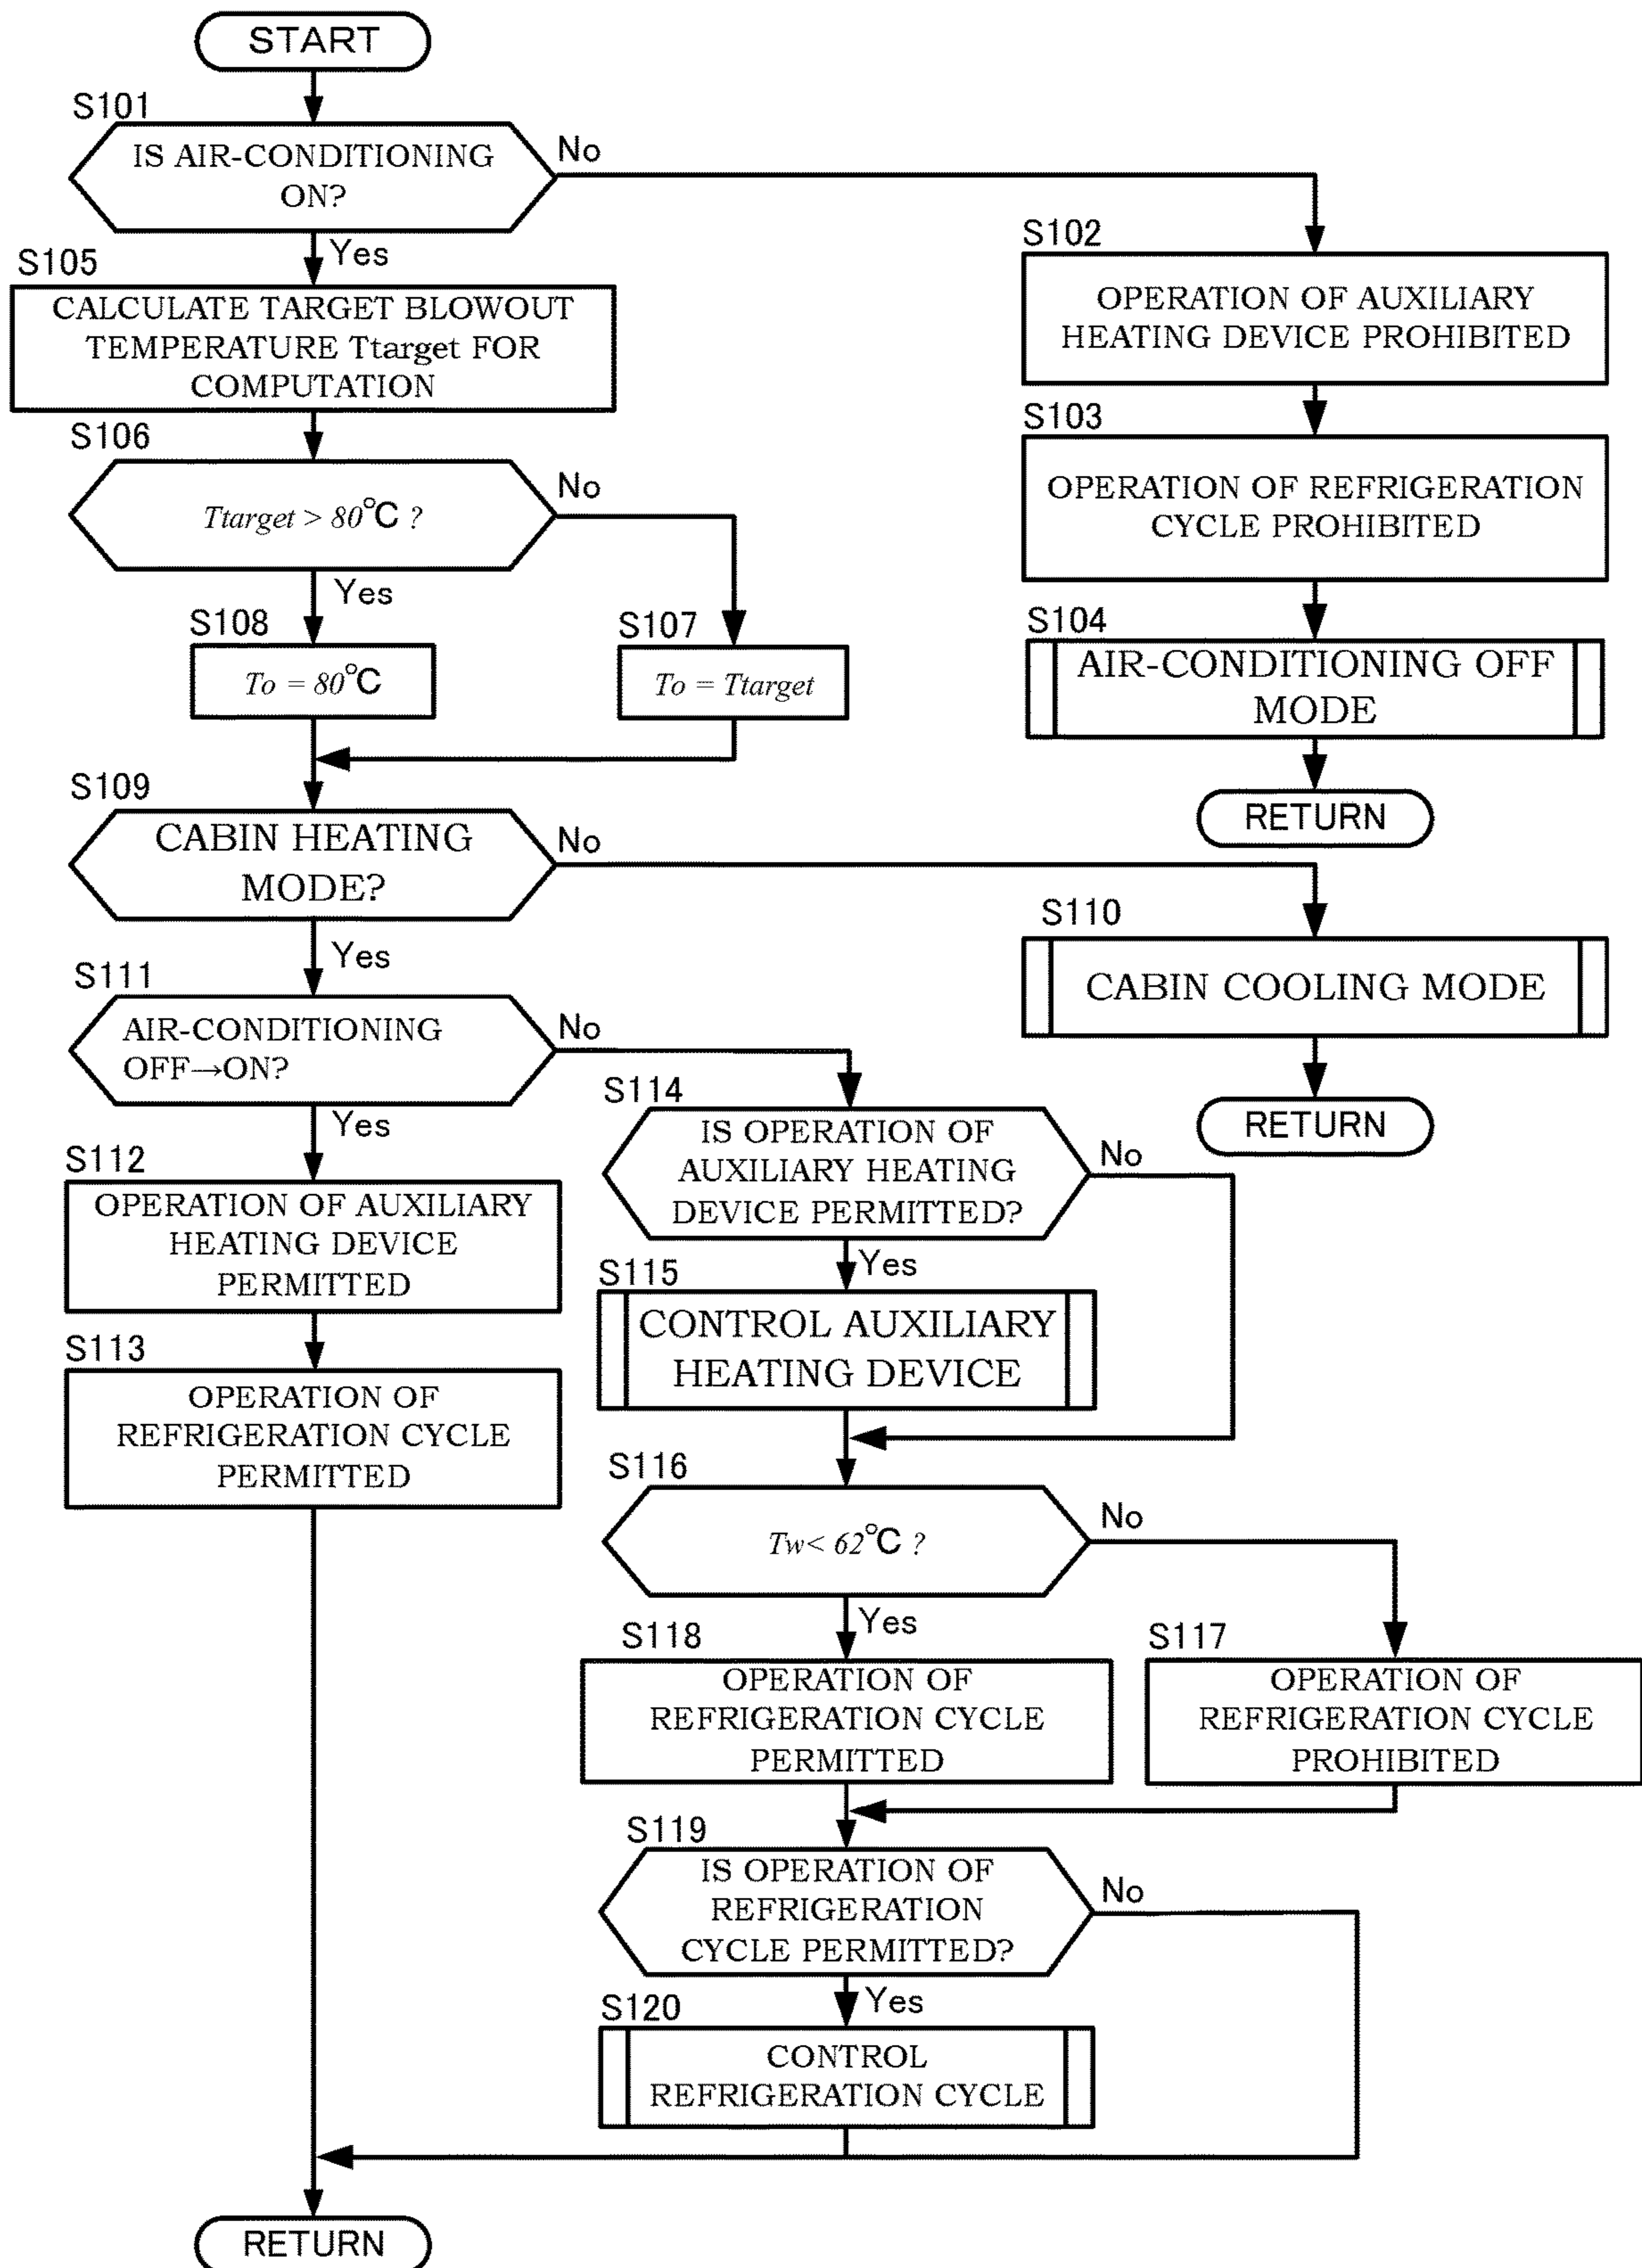 START
S101
IS AIR-CONDITIONING
ON?
No
Yes
S102
OPERATION OF AUXILIARY
HEATING DEVICE PROHIBITED
S103
OPERATION OF REFRIGERATION
CYCLE PROHIBITED
S104
AIR-CONDITIONING OFF
MODE
RETURN
S105
CALCULATE TARGET BLOWOUT
TEMPERATURE Ttarget FOR
COMPUTATION
S106
Ttarget > 80℃ ?
No
Yes
S108
To = 80℃
S107
To = Ttarget
S109
CABIN HEATING
MODE?
No
Yes
S110
CABIN COOLING MODE
RETURN
S111
AIR-CONDITIONING
OFF→ON?
No
Yes
S112
OPERATION OF AUXILIARY
HEATING DEVICE
PERMITTED
S113
OPERATION OF
REFRIGERATION CYCLE
PERMITTED
S114
IS OPERATION OF
AUXILIARY HEATING
DEVICE PERMITTED?
No
Yes
S115
CONTROL AUXILIARY
HEATING DEVICE
S116
Tw< 62℃ ?
No
Yes
S118
OPERATION OF
REFRIGERATION CYCLE
PERMITTED
S117
OPERATION OF
REFRIGERATION CYCLE
PROHIBITED
S119
IS OPERATION OF
REFRIGERATION
CYCLE PERMITTED?
No
Yes
S120
CONTROL
REFRIGERATION CYCLE
RETURN